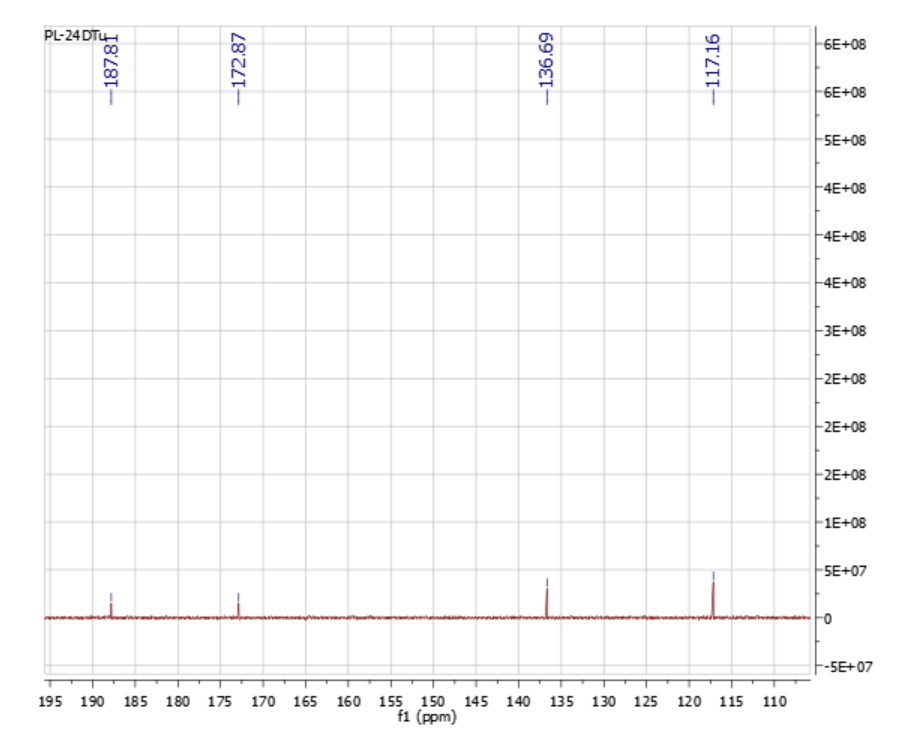 PL-24 DTu
—187.81
—172.87
—136.69
—117.16
6E+08
6E+08
5E+08
4E+08
4E+08
4E+08
3E+08
2E+08
2E+08
2E+08
1E+08
5E+07
0
-5E+07
195 190 185 180 175 170 165 160 155 150 145 140 135 130 125 120 115 110
f1 (ppm)